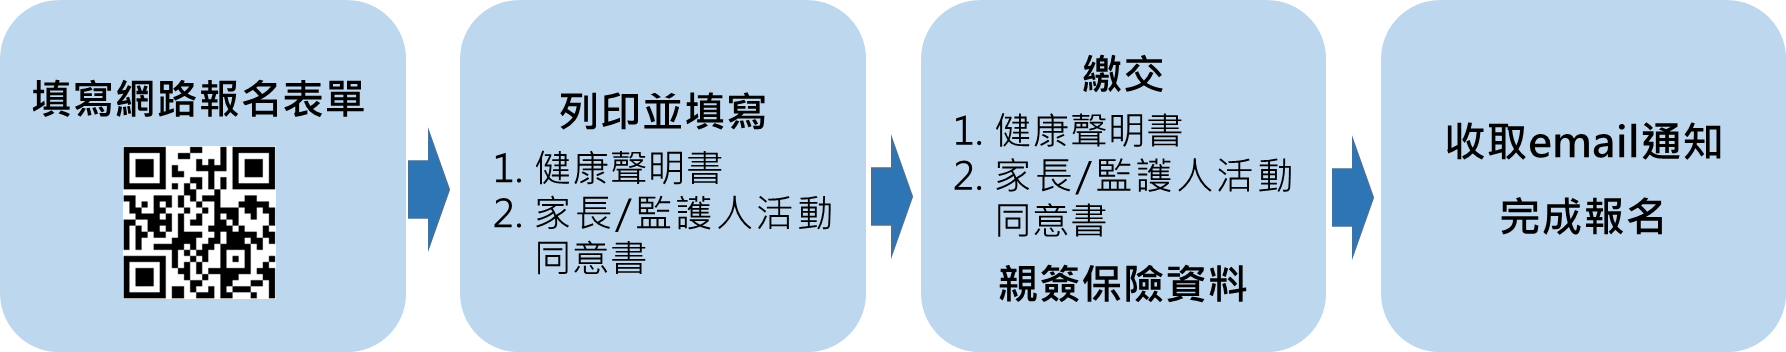 填寫網路報名表單
列印並填寫
1. 健康聲明書
2. 家長/監護人活動
同意書
繳交
1. 健康聲明書
2. 家長/監護人活動
同意書
親簽保險資料
收取email通知
完成報名